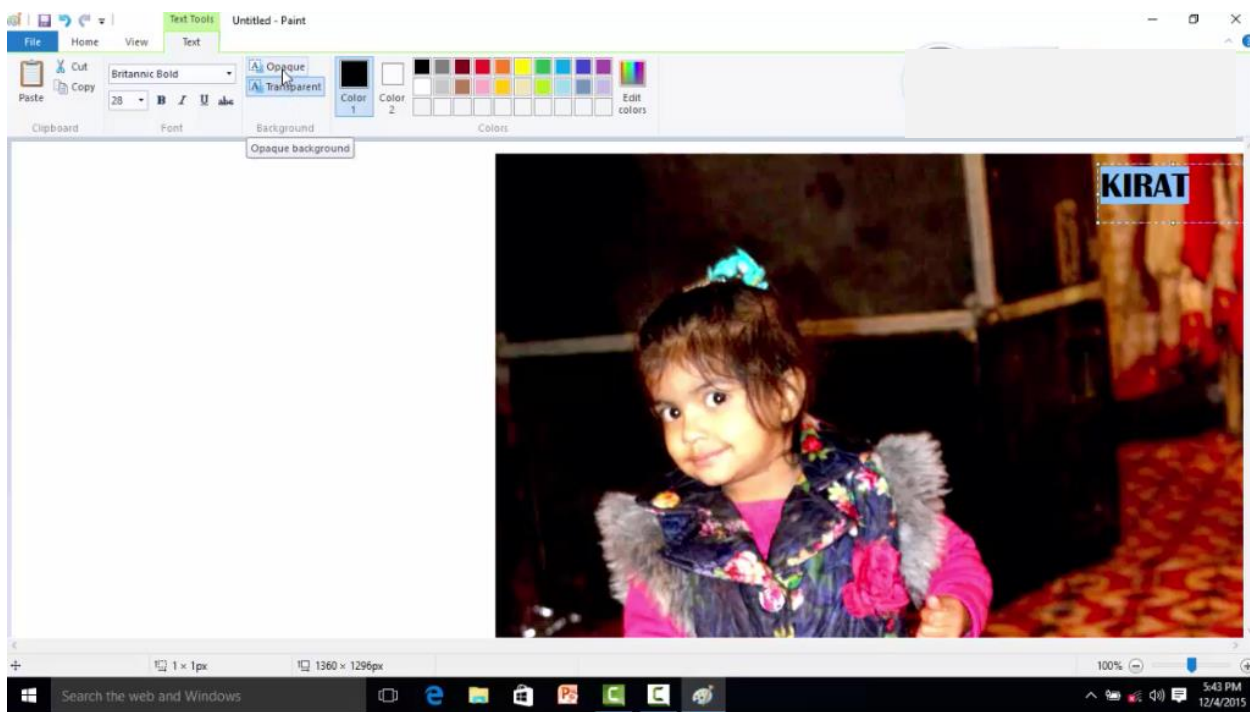 Text Tools Untitled - Paint
File Home View Text
Paste
Cut
Copy
Clipboard
Britannic Bold
28 B I U abc
Font
Opaque
Transparent
Background
Color 1
Color 2
Edit colors
Colors
Opaque background
KIRAT
1 × 1px 1360 × 1296px 100%
Search the web and Windows
5:43 PM
12/4/2015